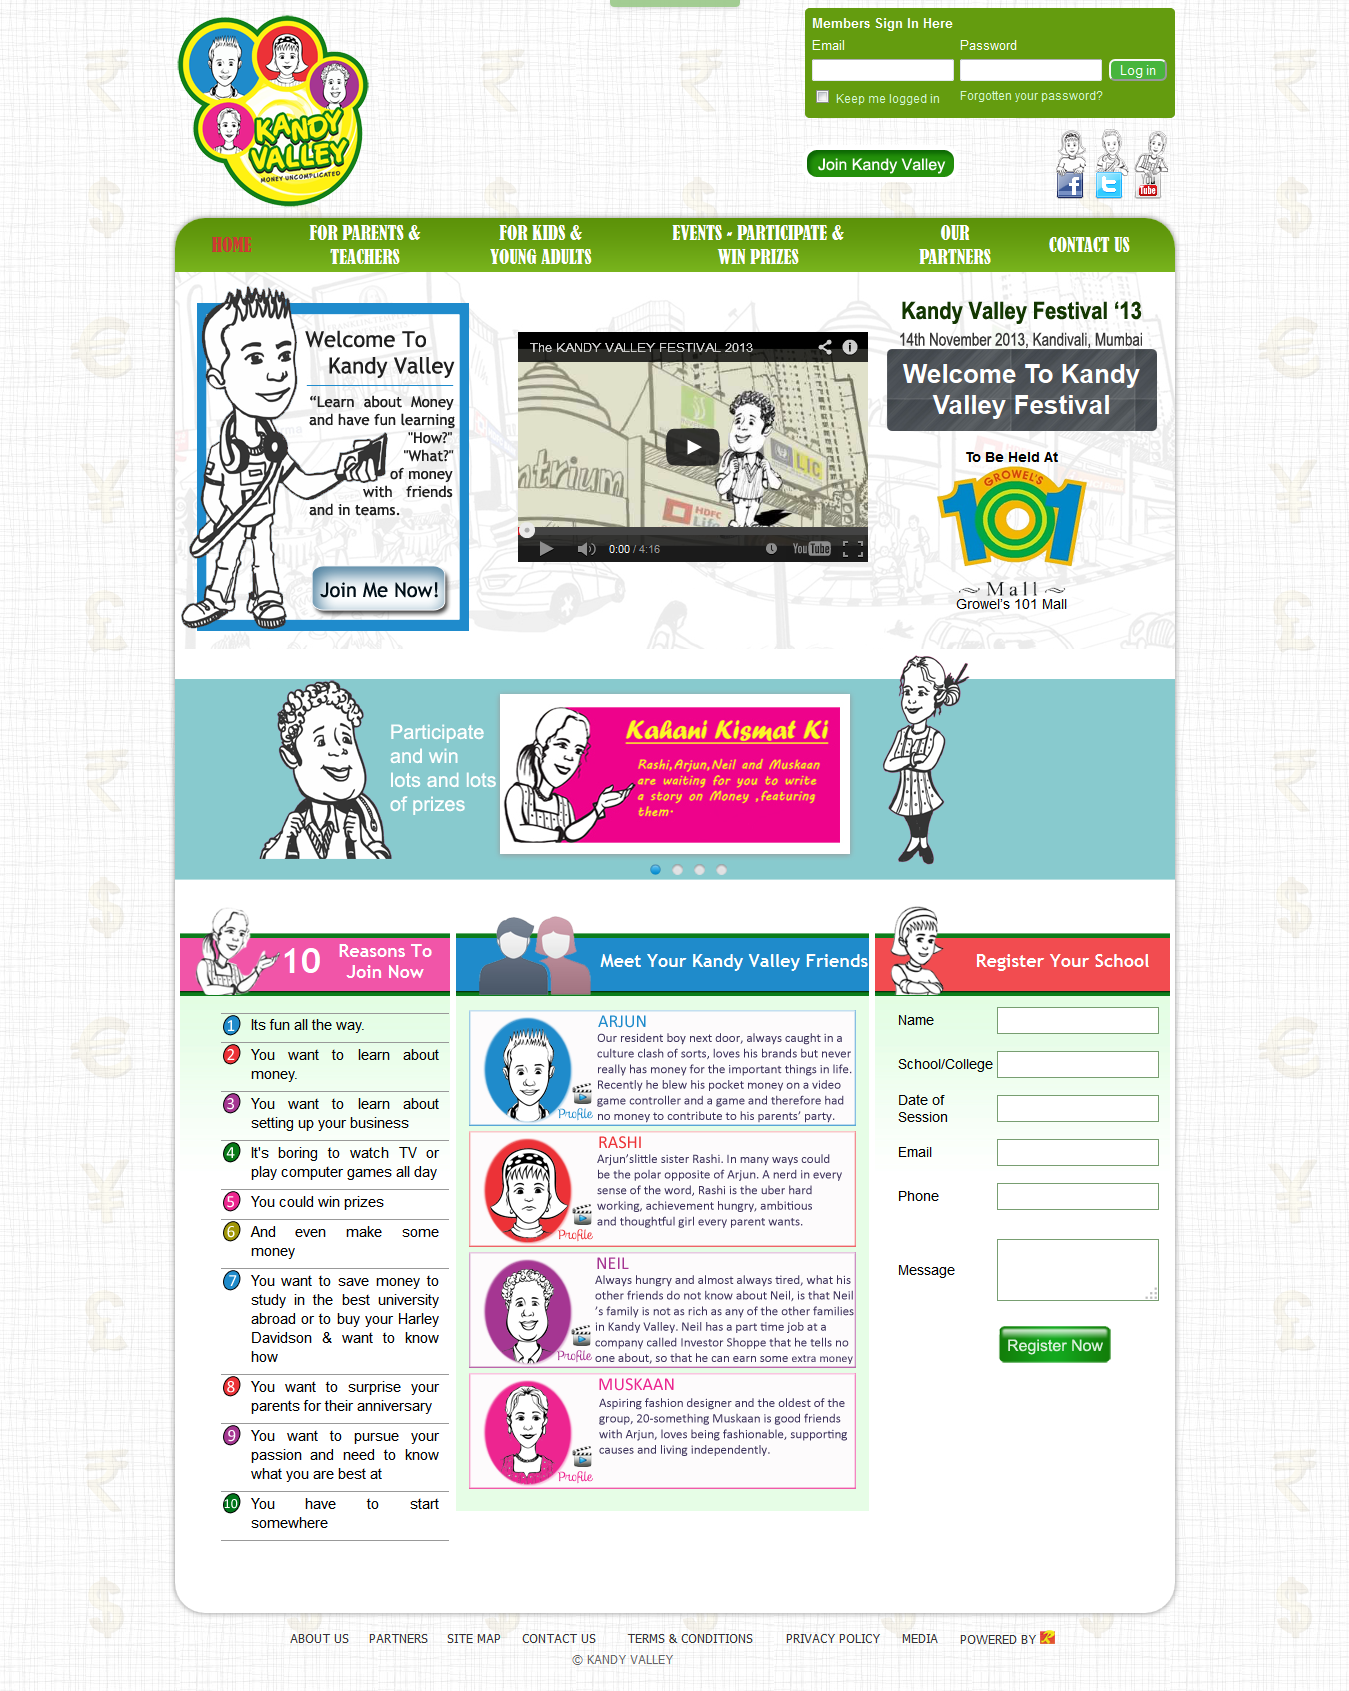 Members Sign In Here
Email
Password
Log in
Keep me logged in
Forgotten your password?
KANDY
VALLEY
MONEY UNCOMPLICATED
Join Kandy Valley
You
Tube
HOME
FOR PARENTS &
TEACHERS
FOR KIDS &
YOUNG ADULTS
EVENTS - PARTICIPATE &
WIN PRIZES
OUR
PARTNERS
CONTACT US
Welcome To
Kandy Valley
“Learn about Money
and have fun learning
"How?"
"What?"
of money
with friends
and in teams.
Join Me Now!
The KANDY VALLEY FESTIVAL 2013
ntrium
LIC
HDFC
Life
0:00 / 4:16
YouTube
Kandy Valley Festival ‘13
14th November 2013, Kandivali, Mumbai
Welcome To Kandy
Valley Festival
To Be Held At
GROWEL'S
101
Mall
Growel's 101 Mall
Participate
and win
lots and lots
of prizes
Kahani Kismat Ki
Rashi,Arjun,Neil and Muskaan
are waiting for you to write
a story on Money ,featuring
them.
10 Reasons To
Join Now
1 Its fun all the way.
2 You want to learn about
money.
3 You want to learn about
setting up your business
4 It's boring to watch TV or
play computer games all day
5 You could win prizes
6 And even make some
money
7 You want to save money to
study in the best university
abroad or to buy your Harley
Davidson & want to know
how
8 You want to surprise your
parents for their anniversary
9 You want to pursue your
passion and need to know
what you are best at
10 You have to start
somewhere
Meet Your Kandy Valley Friends
ARJUN
Our resident boy next door, always caught in a
culture clash of sorts, loves his brands but never
really has money for the important things in life.
Recently he blew his pocket money on a video
game controller and a game and therefore had
no money to contribute to his parents’ party.
Profile
RASHI
Arjun’slittle sister Rashi. In many ways could
be the polar opposite of Arjun. A nerd in every
sense of the word, Rashi is the uber hard
working, achievement hungry, ambitious
and thoughtful girl every parent wants.
Profile
NEIL
Always hungry and almost always tired, what his
other friends do not know about Neil, is that Neil
’s family is not as rich as any of the other families
in Kandy Valley. Neil has a part time job at a
company called Investor Shoppe that he tells no
one about, so that he can earn some extra money
Profile
MUSKAAN
Aspiring fashion designer and the oldest of the
group, 20-something Muskaan is good friends
with Arjun, loves being fashionable, supporting
causes and living independently.
Profile
Register Your School
Name
School/College
Date of
Session
Email
Phone
Message
Register Now
ABOUT US
PARTNERS
SITE MAP
CONTACT US
TERMS & CONDITIONS
PRIVACY POLICY
MEDIA
POWERED BY
© KANDY VALLEY